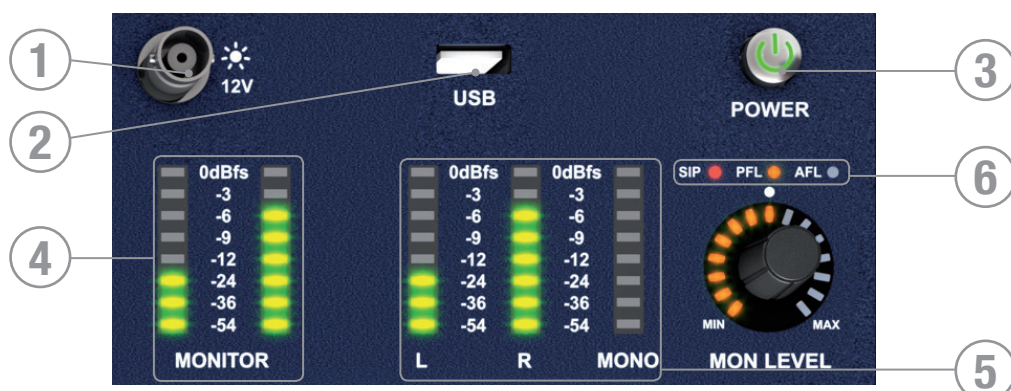 1
12V
2
USB
3
POWER
SIP PFL AFL
6
4
0dBfs
-3
-6
-9
-12
-24
-36
-54
MONITOR
0dBfs 0dBfs
-3 -3
-6 -6
-9 -9
-12 -12
-24 -24
-36 -36
-54 -54
L R MONO
MIN MAX
MON LEVEL
5